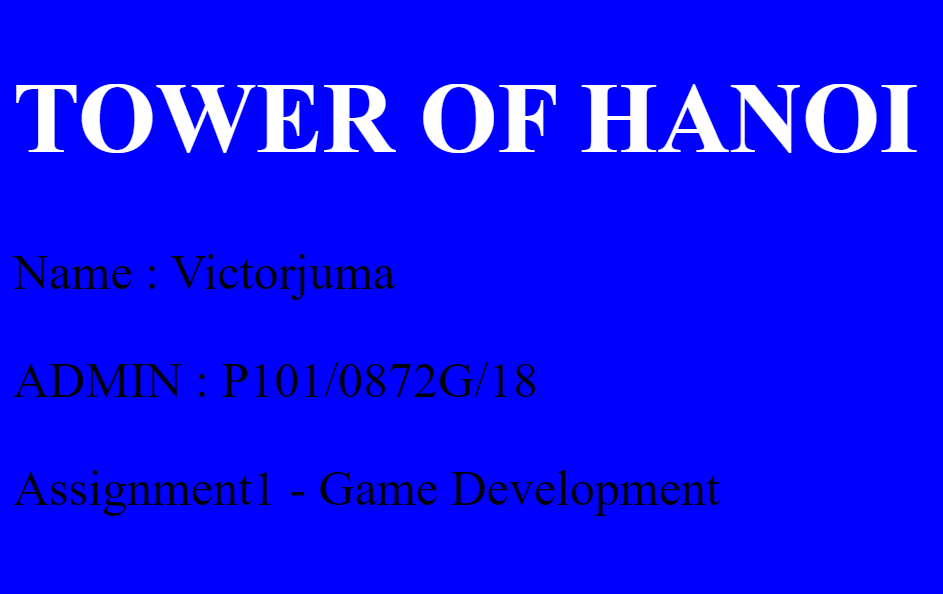 TOWER OF HANOI
Name : Victorjuma
ADMIN : P101/0872G/18
Assignment1 - Game Development